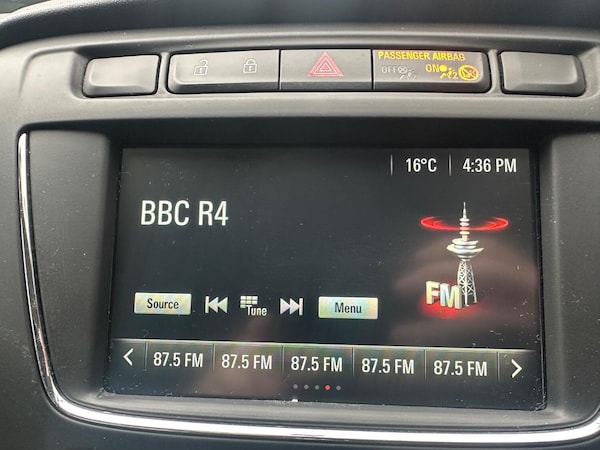 PASSENGER AIRBAG
OFF ON 2
16°C 4:36 PM
BBC R4
FM
Source Tune Menu
87.5 FM 87.5 FM 87.5 FM 87.5 FM 87.5 FM